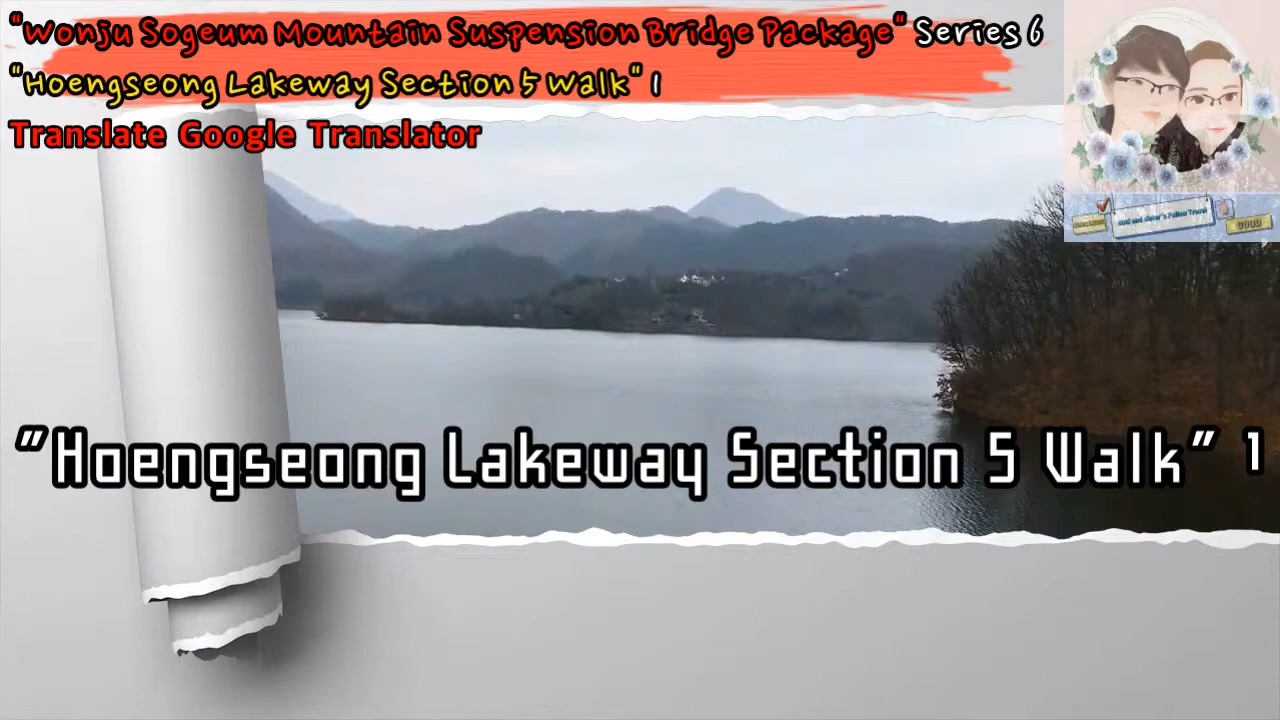 "Wonju Sogeum Mountain Suspension Bridge Package" Series 6
"Hoengseong Lakeway Section 5 Walk" 1
Translate Google Translator
"Hoengseong Lakeway Section 5 Walk" 1
GOOD